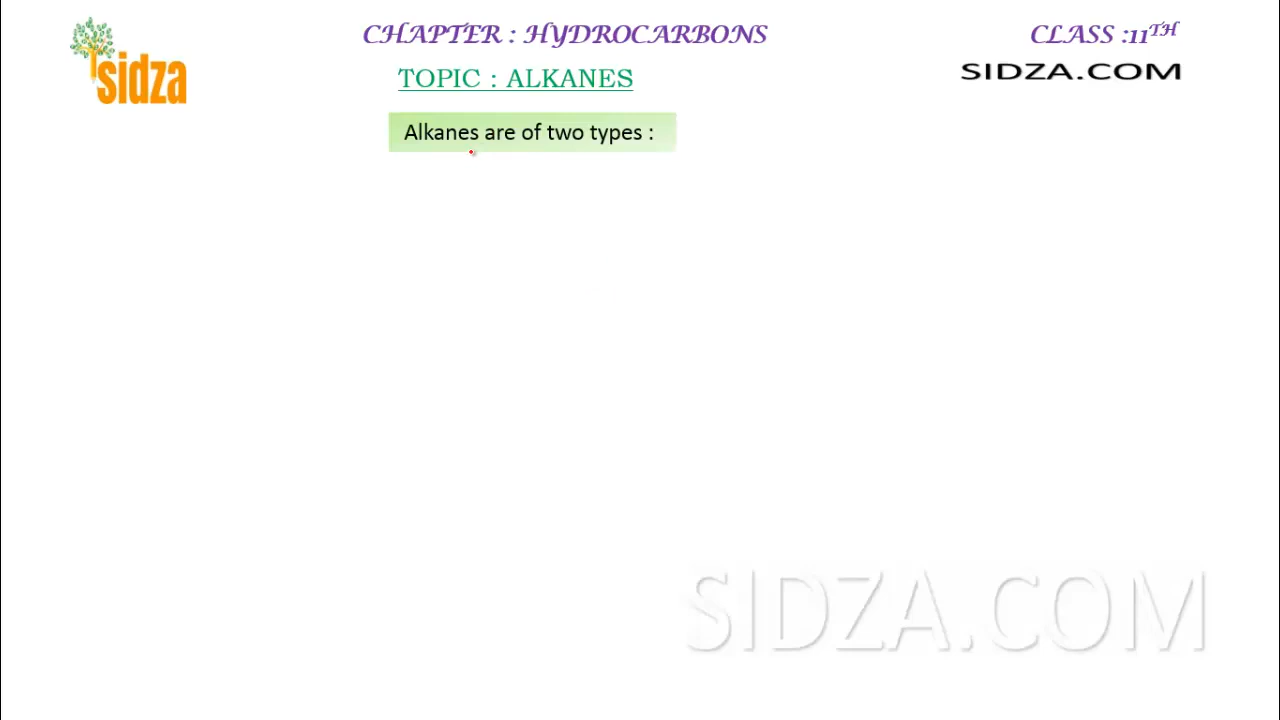 sidza
CHAPTER : HYDROCARBONS
CLASS :11TH
TOPIC : ALKANES
SIDZA.COM
Alkanes are of two types :
SIDZA.COM